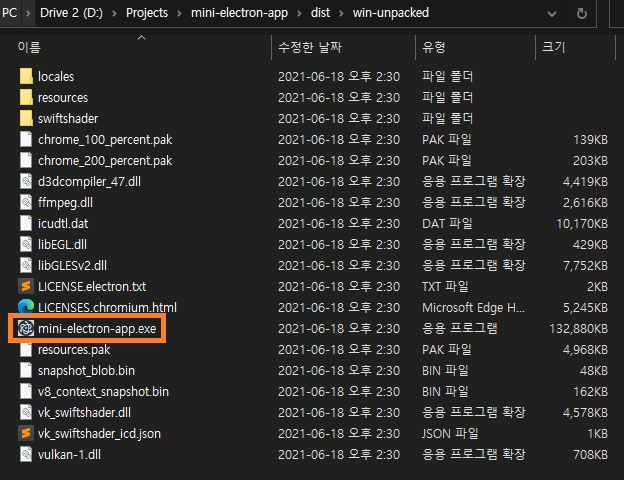 PC > Drive 2 (D:) > Projects > mini-electron-app > dist > win-unpacked
이름 수정한 날짜 유형 크기
locales 2021-06-18 오후 2:30 파일 폴더
resources 2021-06-18 오후 2:30 파일 폴더
swiftshader 2021-06-18 오후 2:30 파일 폴더
chrome_100_percent.pak 2021-06-18 오후 2:30 PAK 파일 139KB
chrome_200_percent.pak 2021-06-18 오후 2:30 PAK 파일 203KB
d3dcompiler_47.dll 2021-06-18 오후 2:30 응용 프로그램 확장 4,419KB
ffmpeg.dll 2021-06-18 오후 2:30 응용 프로그램 확장 2,616KB
icudtl.dat 2021-06-18 오후 2:30 DAT 파일 10,170KB
libEGL.dll 2021-06-18 오후 2:30 응용 프로그램 확장 429KB
libGLESv2.dll 2021-06-18 오후 2:30 응용 프로그램 확장 7,752KB
LICENSE.electron.txt 2021-06-18 오후 2:30 TXT 파일 2KB
LICENSES.chromium.html 2021-06-18 오후 2:30 Microsoft Edge H... 5,245KB
mini-electron-app.exe 2021-06-18 오후 2:30 응용 프로그램 132,880KB
resources.pak 2021-06-18 오후 2:30 PAK 파일 4,968KB
snapshot_blob.bin 2021-06-18 오후 2:30 BIN 파일 48KB
v8_context_snapshot.bin 2021-06-18 오후 2:30 BIN 파일 162KB
vk_swiftshader.dll 2021-06-18 오후 2:30 응용 프로그램 확장 4,578KB
vk_swiftshader_icd.json 2021-06-18 오후 2:30 JSON 파일 1KB
vulkan-1.dll 2021-06-18 오후 2:30 응용 프로그램 확장 708KB